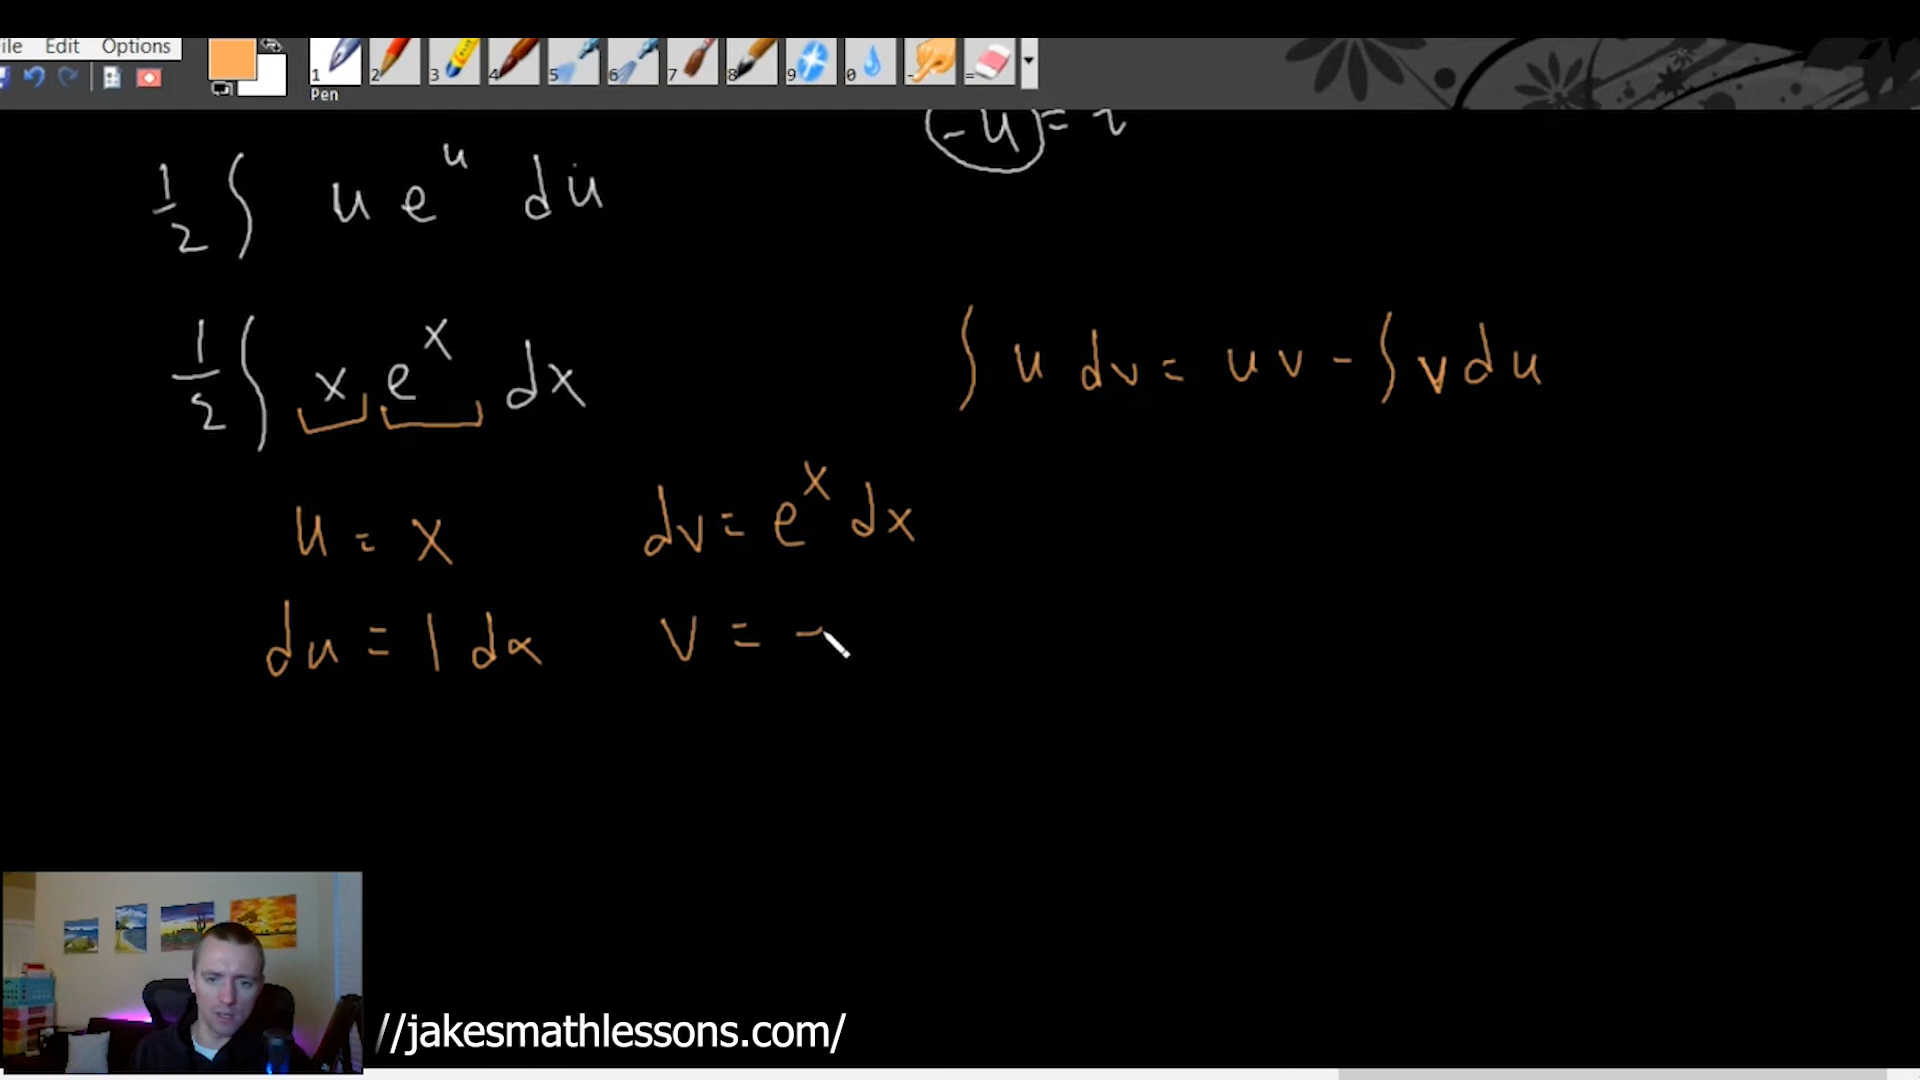 ile Edit Options
1 2 3 4 5 6 7 8 9 0 - =
Pen
1/2 ∫ u e^u du
1/2 ∫ x e^x dx
∫ u dv = uv - ∫ v du
u = x dv = e^x dx
du = 1 dx v =
//jakesmathlessons.com/